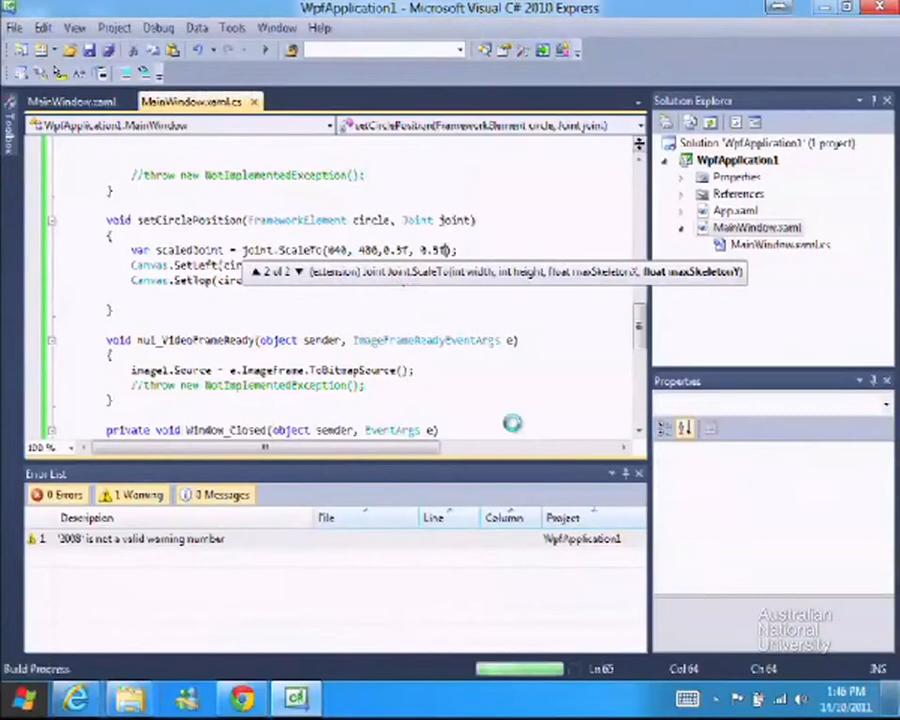 WpfApplication1 - Microsoft Visual C# 2010 Express
File Edit View Project Debug Data Tools Window Help
MainWindow.xaml MainWindow.xaml.cs
WpfApplication1.MainWindow setCirclePosition(FrameworkElement circle, Joint joint)
Toolbox
//throw new NotImplementedException();
}
void setCirclePosition(FrameworkElement circle, Joint joint)
{
var scaledJoint = joint.ScaleTo(640, 480,0.5f, 0.5f);
Canvas.SetLeft(cir
2 of 2 (extension) Joint Joint.ScaleTo(int width, int height, float maxSkeletonX, float maxSkeletonY)
Canvas.SetTop(circ
}
void nui_VideoFrameReady(object sender, ImageFrameReadyEventArgs e)
{
image1.Source = e.ImageFrame.ToBitmapSource();
//throw new NotImplementedException();
}
private void Window_Closed(object sender, EventArgs e)
100 %
Solution Explorer
Solution 'WpfApplication1' (1 project)
WpfApplication1
Properties
References
App.xaml
MainWindow.xaml
MainWindow.xaml.cs
Properties
Error List
0 Errors 1 Warning 0 Messages
Description File Line Column Project
1 '2008' is not a valid warning number WpfApplication1
Australian
National
University
Build Progress Ln 65 Col 64 Ch 64 INS
1:46 PM
14/10/2011